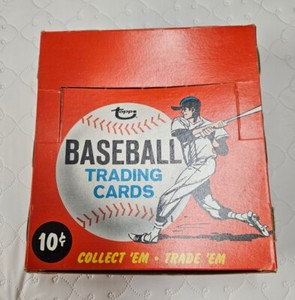 Topps
BASEBALL
TRADING
CARDS
10¢
COLLECT 'EM • TRADE 'EM